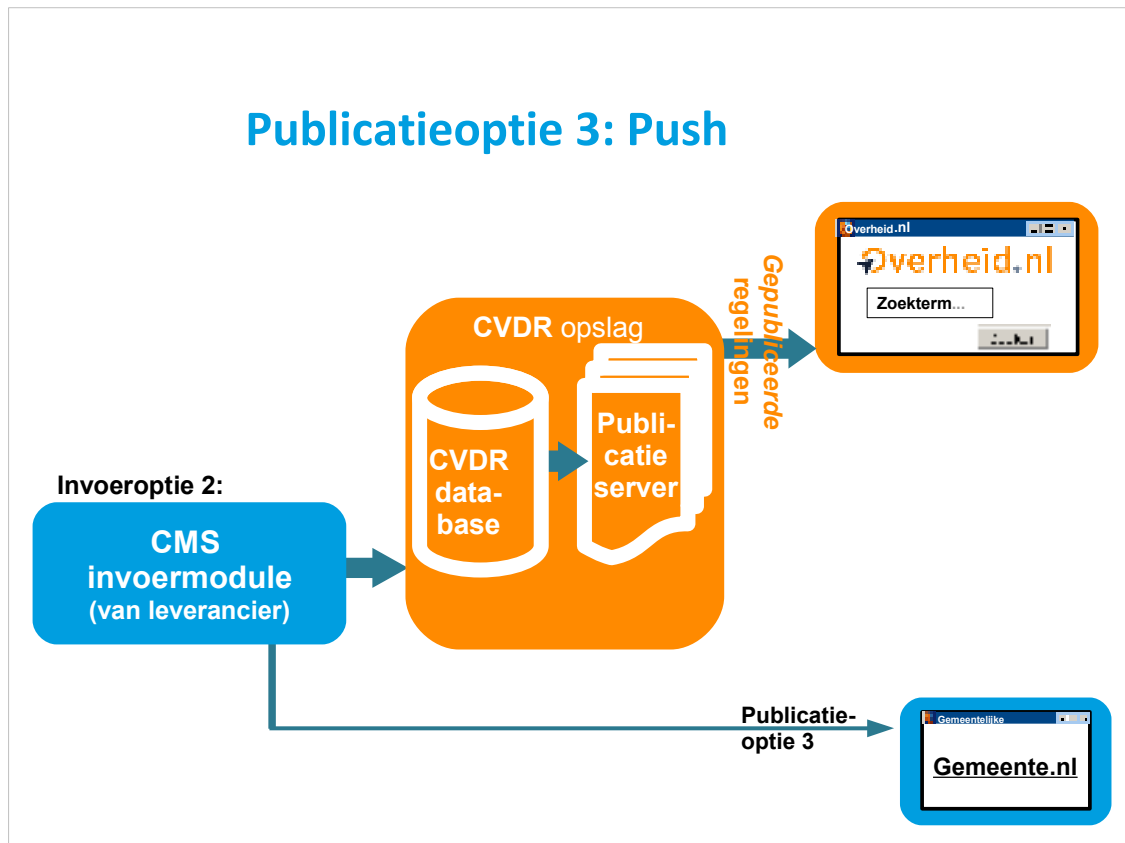 Publicatieoptie 3: Push
Overheid.nl
Overheid.nl
Zoekterm...
Gepubliceerde
regelingen
CVDR opslag
CVDR
data-
base
Publi-
catie
server
Invoeroptie 2:
CMS
invoermodule
(van leverancier)
Publicatie-
optie 3
Gemeentelijke
Gemeente.nl